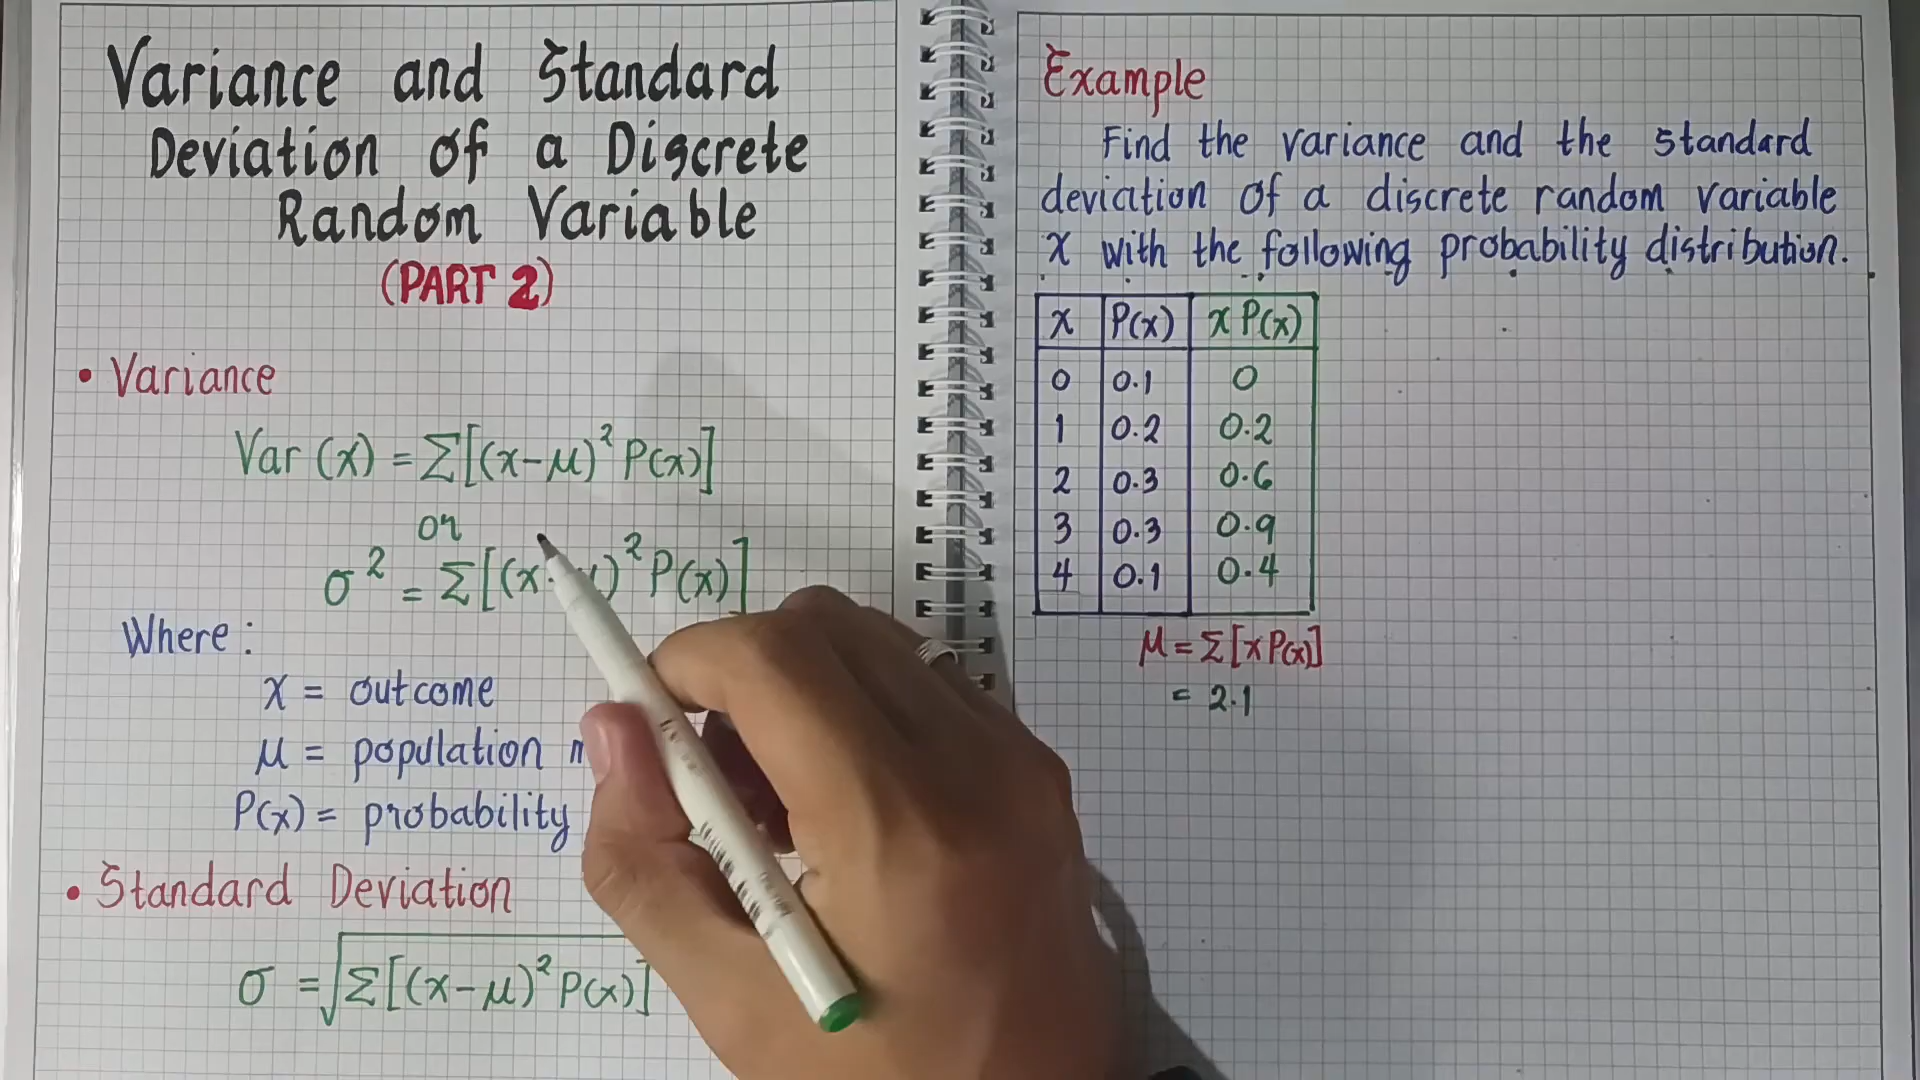 Variance and Standard
Deviation of a Discrete
Random Variable
(PART 2)
• Variance
Var (x) = Σ[(x-μ)² P(x)]
or
σ² = Σ[(x-μ)² P(x)]
Where:
x = outcome
μ = population
P(x) = probability
• Standard Deviation
σ = √Σ[(x-μ)² P(x)]
Example
Find the variance and the standard
deviation of a discrete random variable
x with the following probability distribution.
x P(x) x P(x)
0 0.1 0
1 0.2 0.2
2 0.3 0.6
3 0.3 0.9
4 0.1 0.4
μ = Σ[x P(x)]
= 2.1